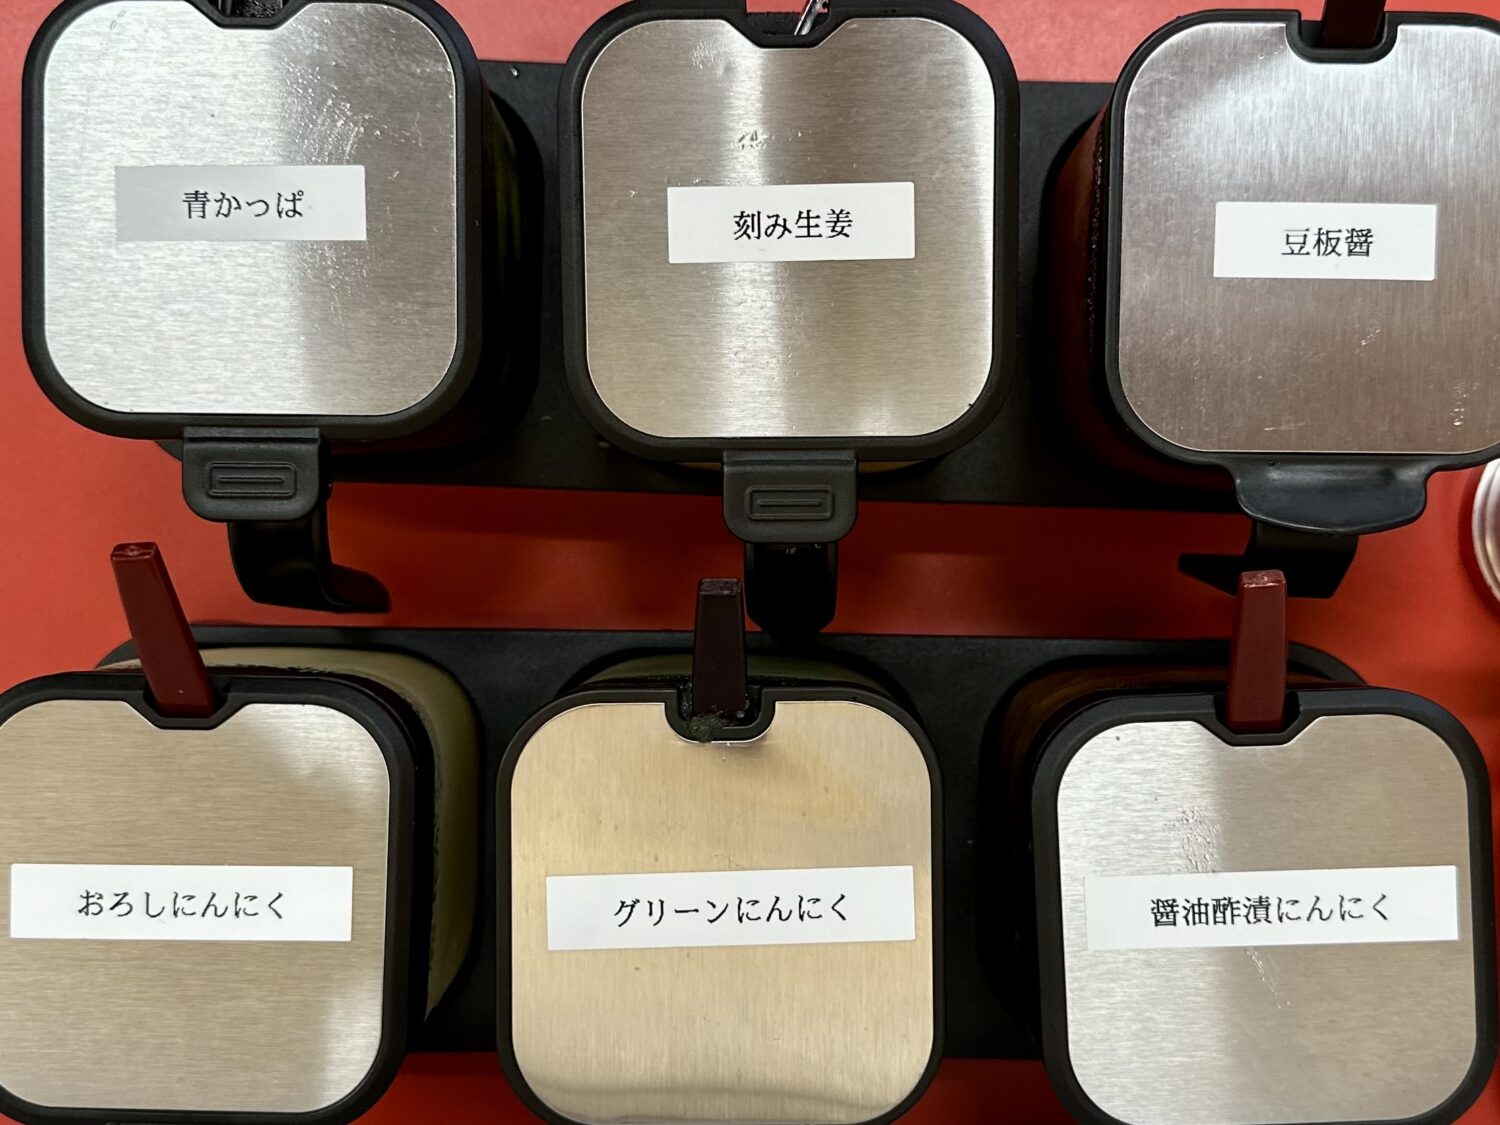 青かっぱ
刻み生姜
豆板醤
おろしにんにく
グリーンにんにく
醤油酢漬にんにく